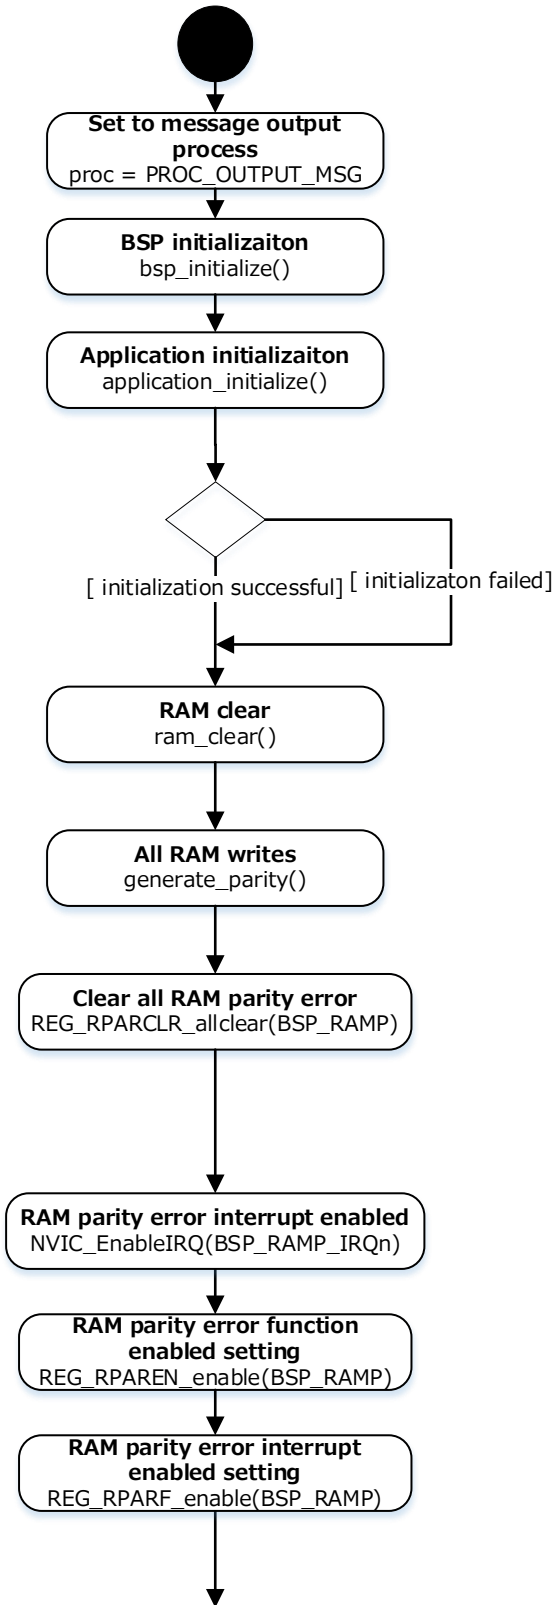 Set to message output
process
proc = PROC_OUTPUT_MSG
BSP initializaiton
bsp_initialize()
Application initializaiton
application_initialize()
[ initialization successful]
[ initializaton failed]
RAM clear
ram_clear()
All RAM writes
generate_parity()
Clear all RAM parity error
REG_RPARCLR_allclear(BSP_RAMP)
RAM parity error interrupt enabled
NVIC_EnableIRQ(BSP_RAMP_IRQn)
RAM parity error function
enabled setting
REG_RPAREN_enable(BSP_RAMP)
RAM parity error interrupt
enabled setting
REG_RPARF_enable(BSP_RAMP)